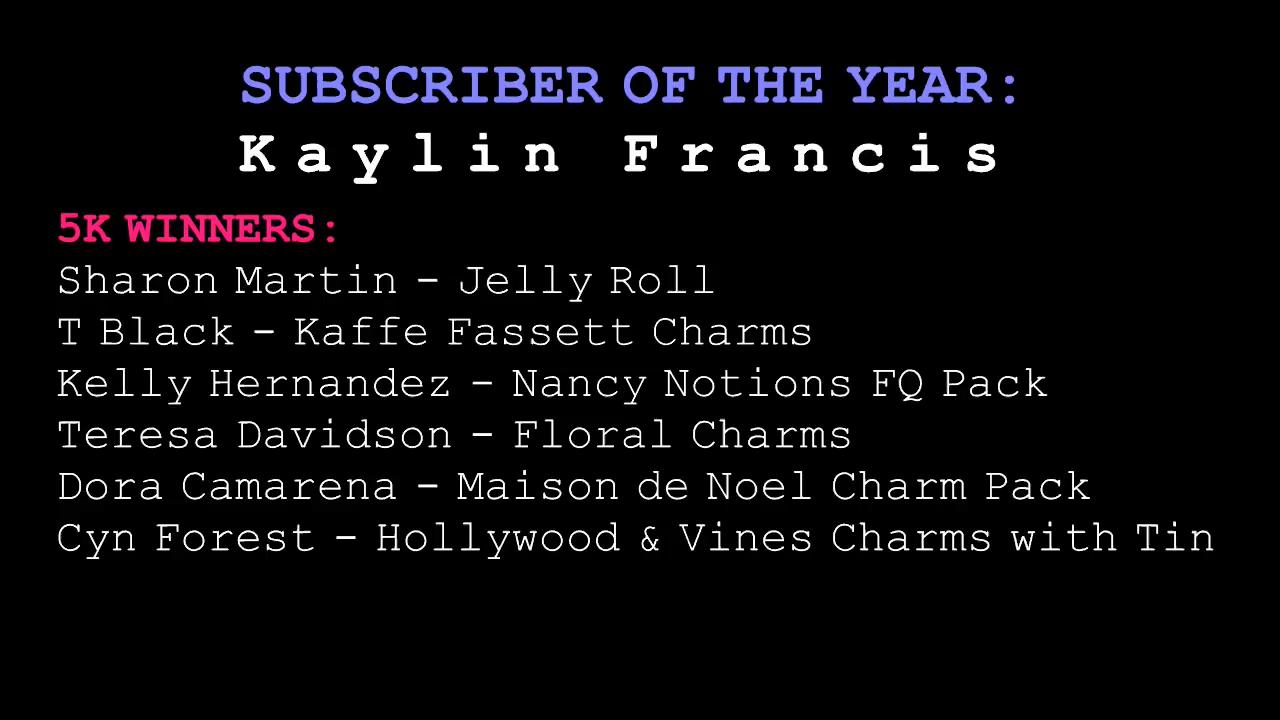 SUBSCRIBER OF THE YEAR:
Kaylin Francis
5K WINNERS:
Sharon Martin - Jelly Roll
T Black - Kaffe Fassett Charms
Kelly Hernandez - Nancy Notions FQ Pack
Teresa Davidson - Floral Charms
Dora Camarena - Maison de Noel Charm Pack
Cyn Forest - Hollywood & Vines Charms with Tin